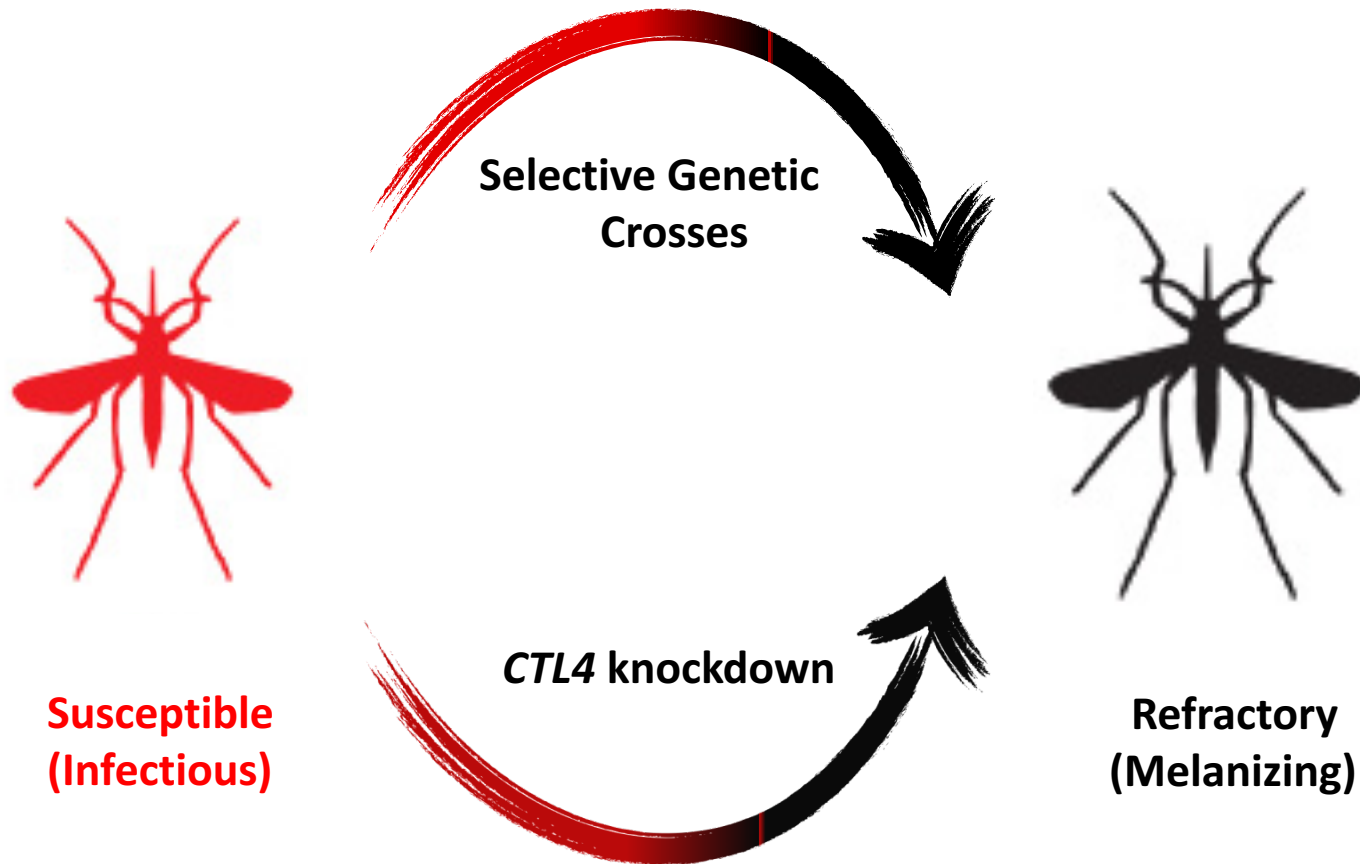 Selective Genetic
Crosses
CTL4 knockdown
Susceptible
(Infectious)
Refractory
(Melanizing)